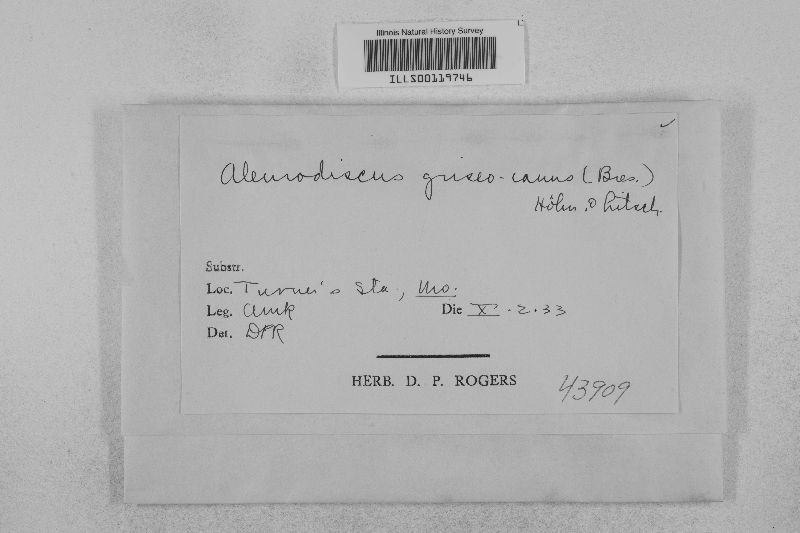 Illinois Natural History Survey
ILLS00119746
Aleurodiscus griseo-canus (Bres.)
Höhn. & Litsch.
Substr.
Loc. Turner's Sta., Mo.
Leg.
Die X.2.33
Det. DPR
HERB. D. P. ROGERS
43909